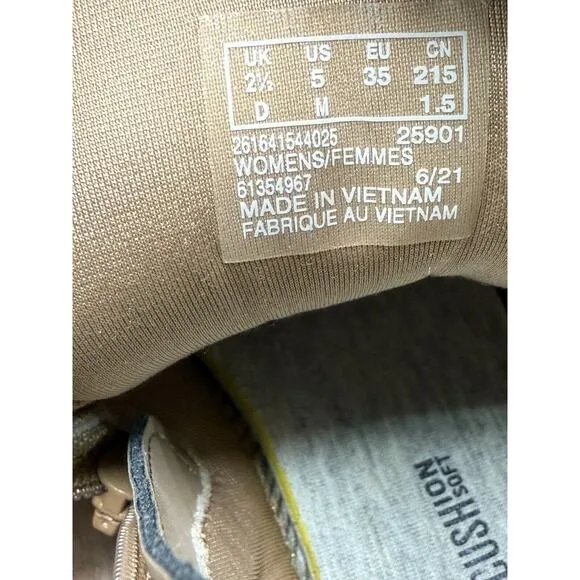 UK US EU CN
2½ 5 35 215
D M 1.5
261641544025 25901
WOMENS/FEMMES
61354967 6/21
MADE IN VIETNAM
FABRIQUE AU VIETNAM
CUSHION
SOFT